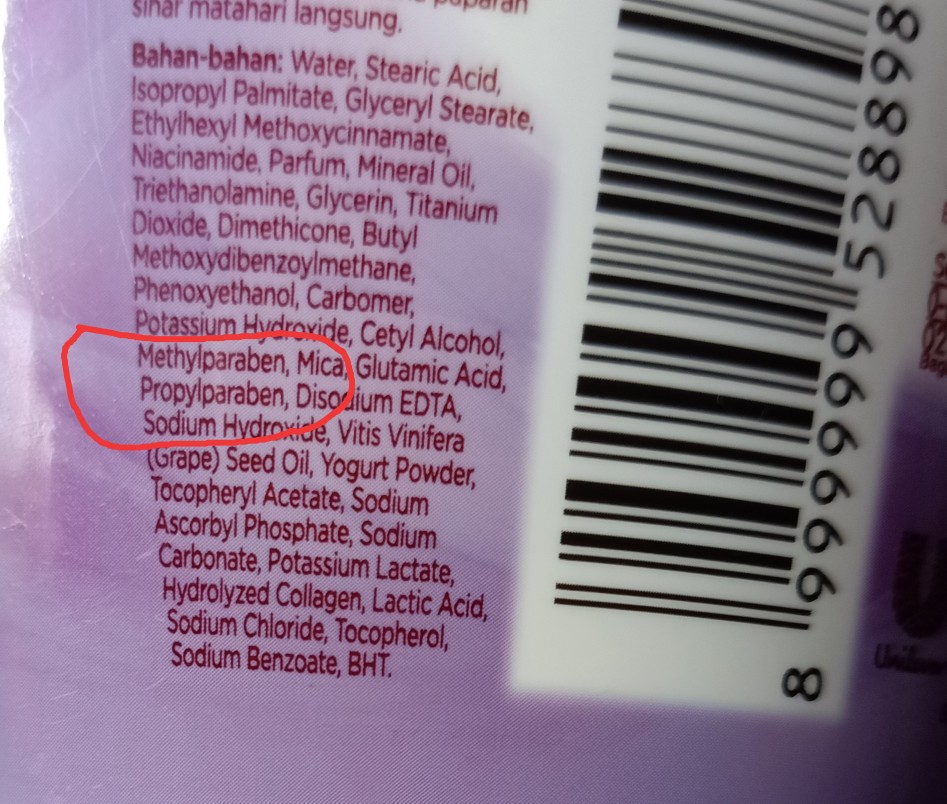 sinar matahari langsung.
Bahan-bahan: Water, Stearic Acid,
Isopropyl Palmitate, Glyceryl Stearate,
Ethylhexyl Methoxycinnamate,
Niacinamide, Parfum, Mineral Oil,
Triethanolamine, Glycerin, Titanium
Dioxide, Dimethicone, Butyl
Methoxydibenzoylmethane,
Phenoxyethanol, Carbomer,
Potassium Hydroxide, Cetyl Alcohol,
Methylparaben, Mica, Glutamic Acid,
Propylparaben, Disodium EDTA,
Sodium Hydroxide, Vitis Vinifera
(Grape) Seed Oil, Yogurt Powder,
Tocopheryl Acetate, Sodium
Ascorbyl Phosphate, Sodium
Carbonate, Potassium Lactate,
Hydrolyzed Collagen, Lactic Acid,
Sodium Chloride, Tocopherol,
Sodium Benzoate, BHT.
8 999999 528898